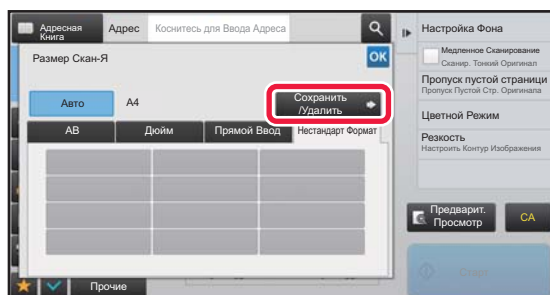 Адресная
Книга
Адрес
Коснитесь для Ввода Адреса
Размер Скан-Я
OK
Авто
A4
Сохранить
/Удалить
AB
Дюйм
Прямой Ввод
Нестандарт Формат
Прочие
Настройка Фона
Медленное Сканирование
Сканир. Тонкий Оригинал
Пропуск пустой страници
Пропуск Пустой Стр. Оригинала
Цветной Режим
Резкость
Настроить Контур Изображения
Предварит.
Просмотр
CA
Старт